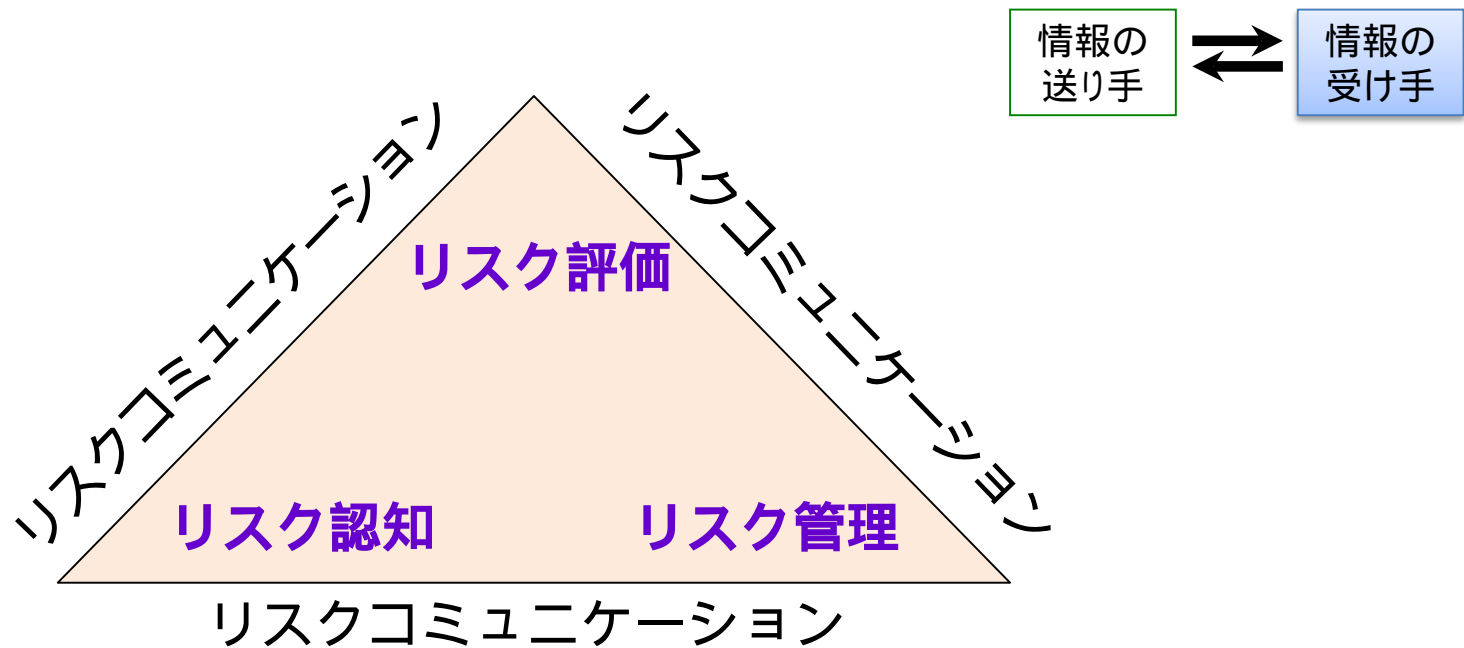 情報の
送り手
情報の
受け手
リスクコミュニケーション
リスクコミュニケーション
リスク評価
リスク認知
リスク管理
リスクコミュニケーション